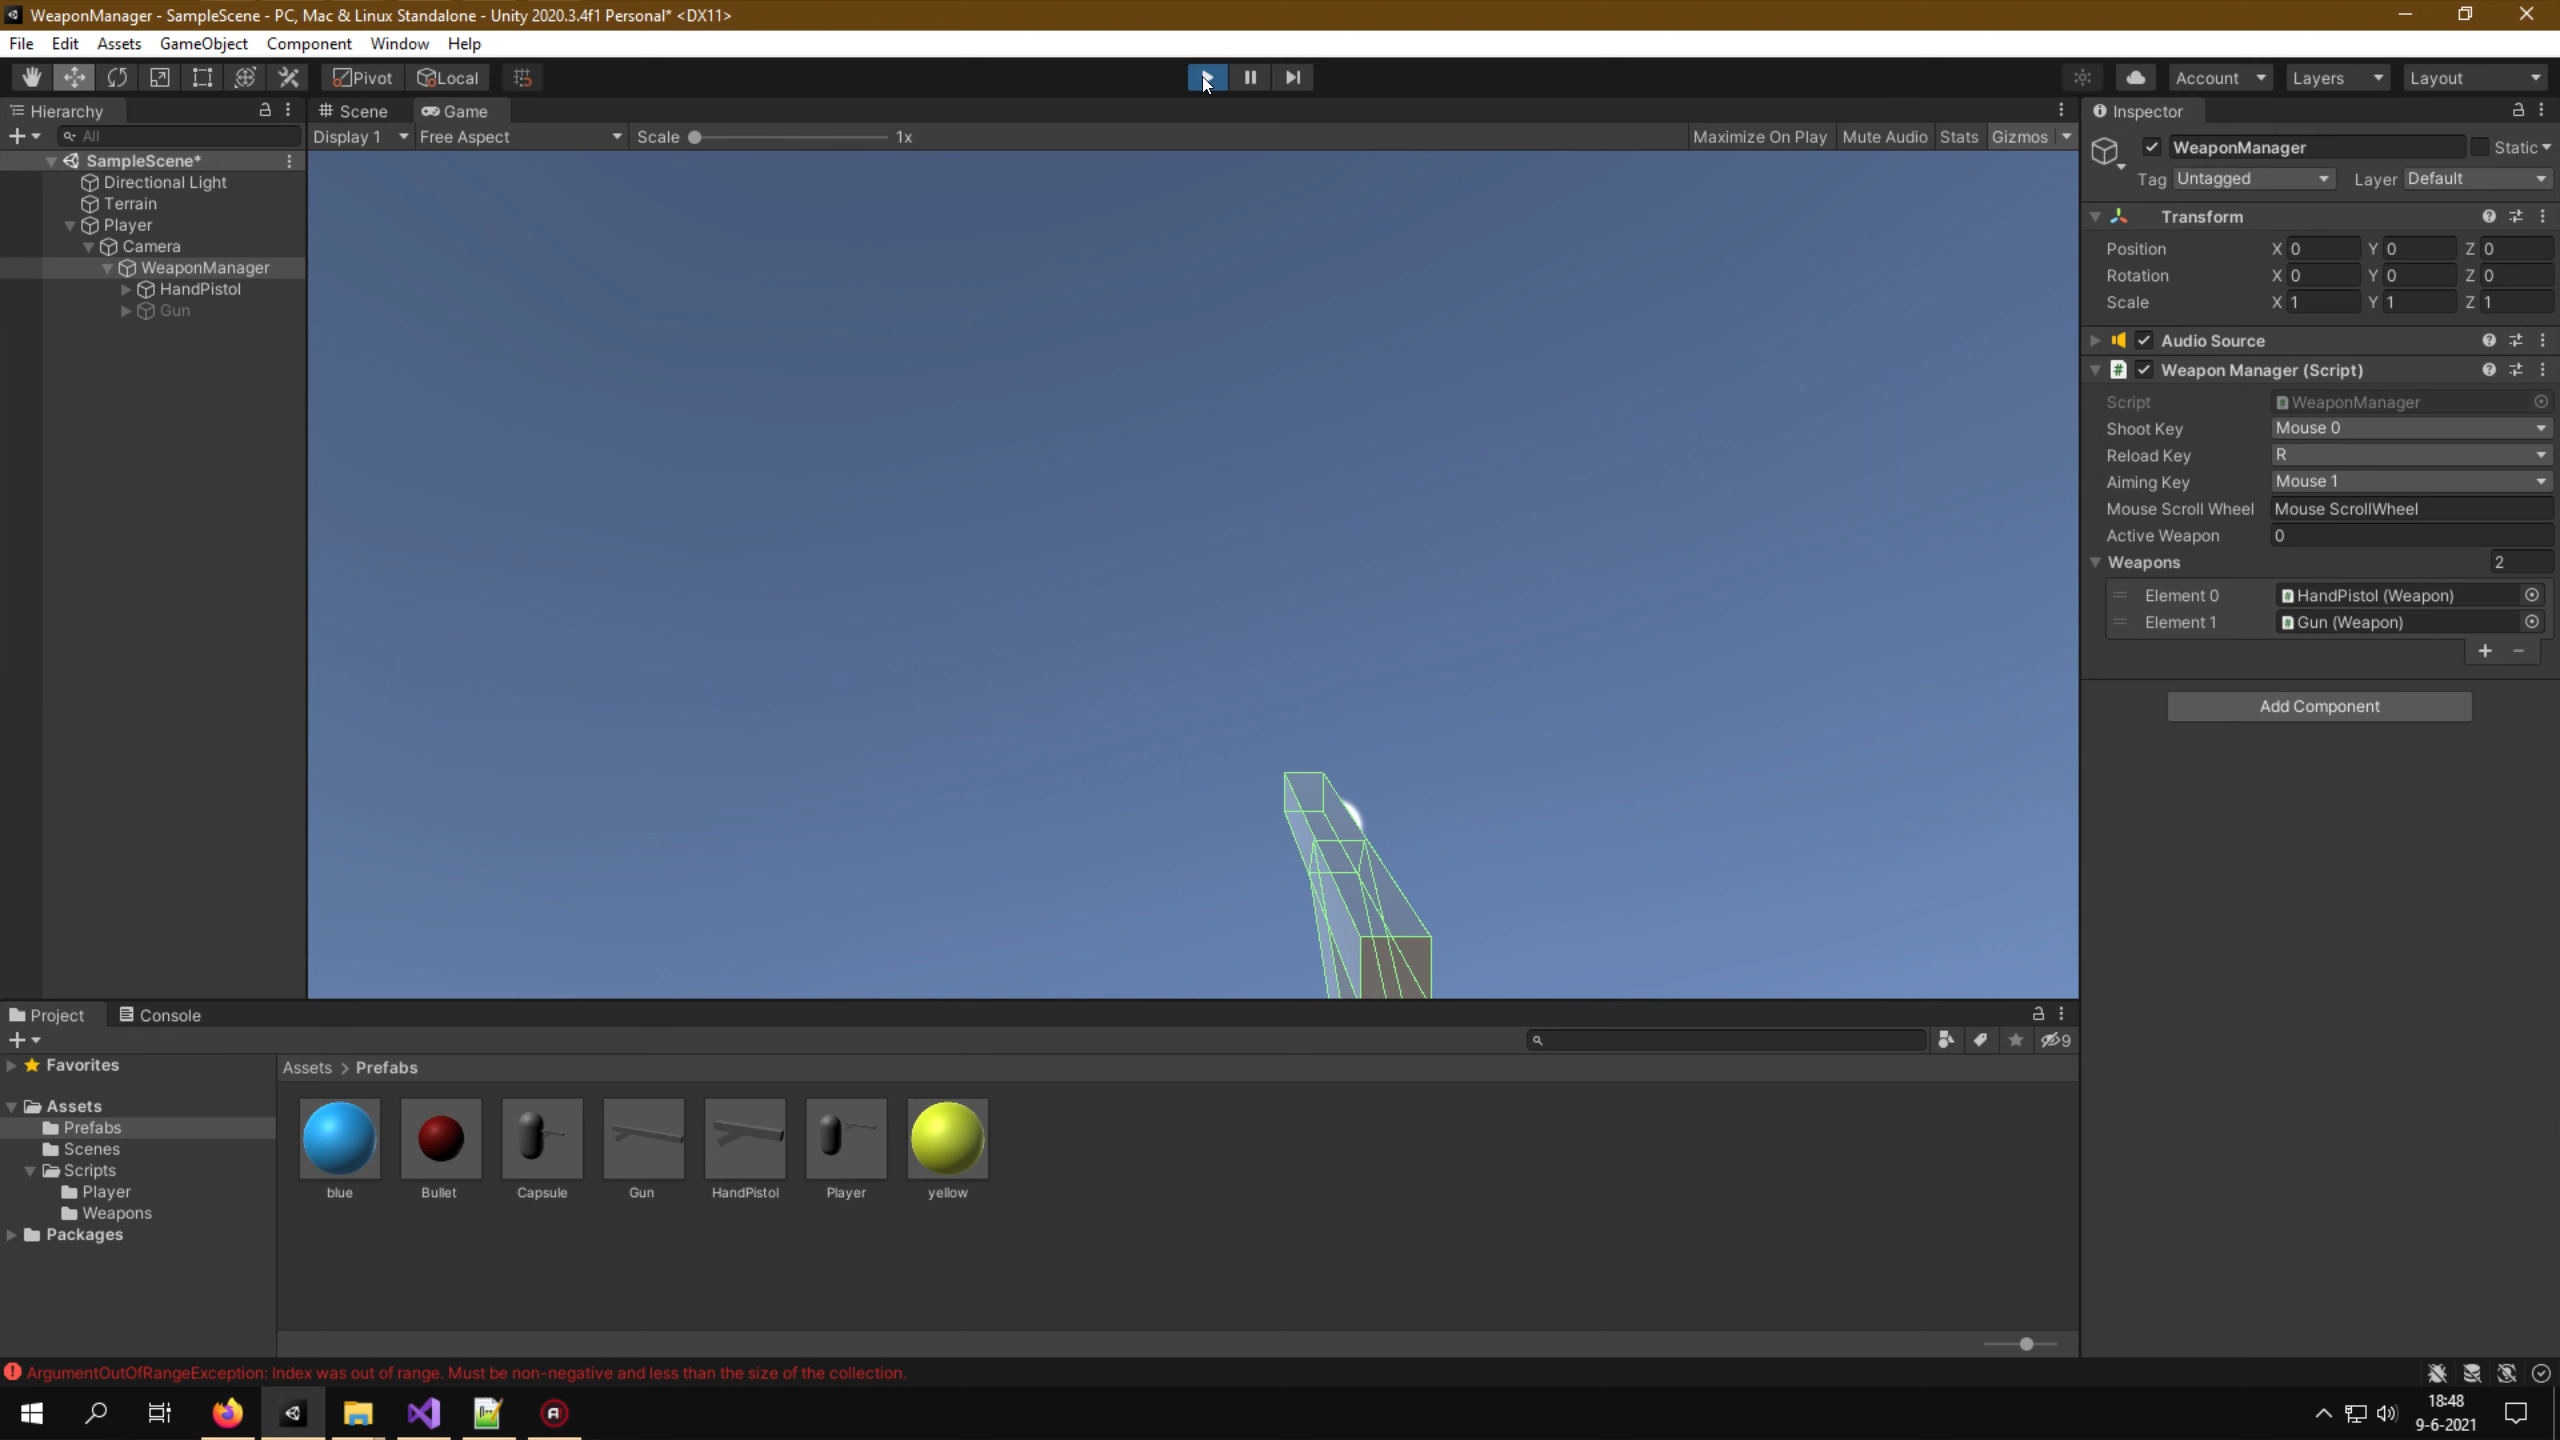 WeaponManager - SampleScene - PC, Mac & Linux Standalone - Unity 2020.3.4f1 Personal* <DX11>
File Edit Assets GameObject Component Window Help
Pivot Local Account Layers Layout
Hierarchy Scene Game Inspector
All Display 1 Free Aspect Scale 1x Maximize On Play Mute Audio Stats Gizmos
WeaponManager Static
SampleScene*
Tag Untagged Layer Default
Directional Light
Terrain
Player
Camera
WeaponManager
HandPistol
Gun
Transform
Position X 0 Y 0 Z 0
Rotation X 0 Y 0 Z 0
Scale X 1 Y 1 Z 1
Audio Source
# Weapon Manager (Script)
Script WeaponManager
Shoot Key Mouse 0
Reload Key R
Aiming Key Mouse 1
Mouse Scroll Wheel Mouse ScrollWheel
Active Weapon 0
Weapons 2
Element 0 HandPistol (Weapon)
Element 1 Gun (Weapon)
Add Component
Project Console
9
Favorites
Assets > Prefabs
Assets
Prefabs
Scenes
Scripts
Player
Weapons
Packages
blue Bullet Capsule Gun HandPistol Player yellow
ArgumentOutOfRangeException: Index was out of range. Must be non-negative and less than the size of the collection.
18:48
9-6-2021